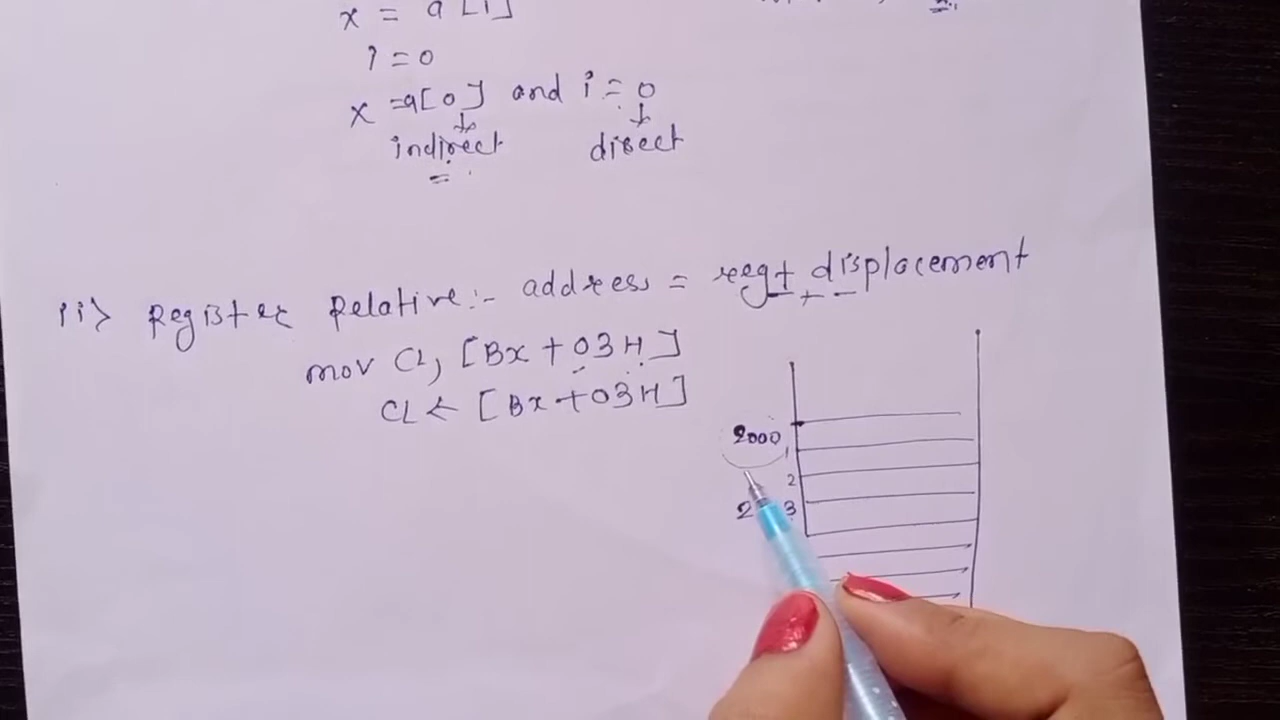 x = a[i]
i = 0
x = a[0] and i = 0
indirect direct
ii> Register Relative :- address = reg + displacement
mov CL, [Bx + 03H]
CL ← [Bx + 03H]
2000
1
2
2 3